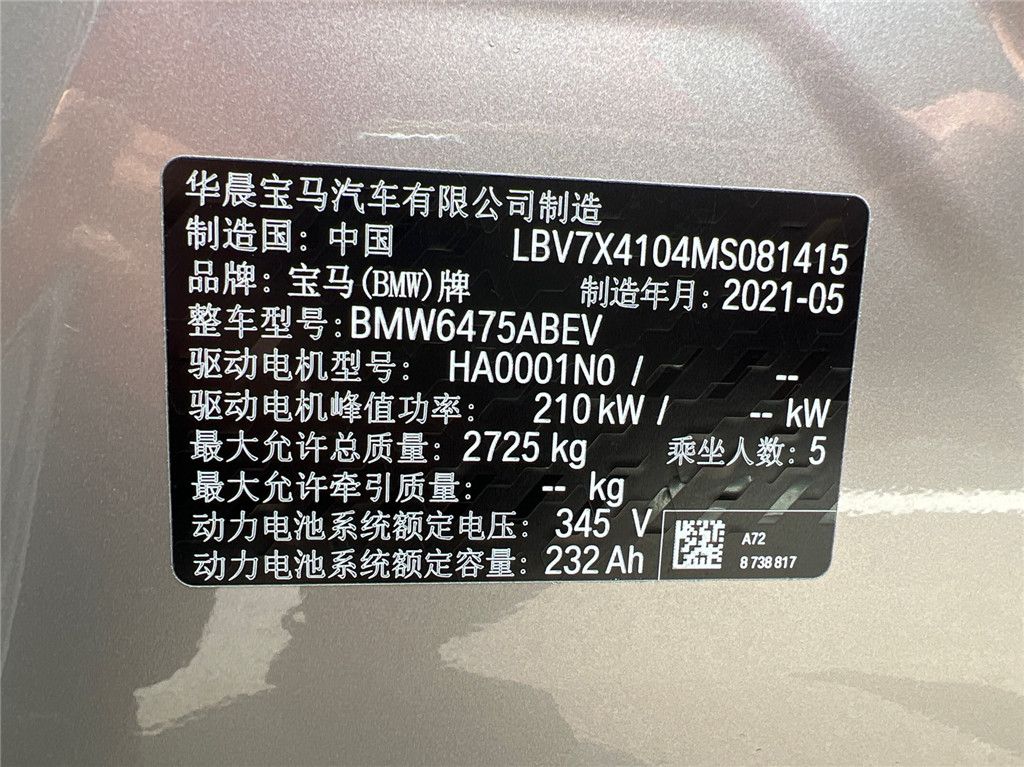 华晨宝马汽车有限公司制造
制造国：中国 LBV7X4104MS081415
品牌：宝马(BMW)牌 制造年月：2021-05
整车型号：BMW6475ABEV
驱动电机型号： HA0001N0 / --
驱动电机峰值功率： 210 kW / -- kW
最大允许总质量：2725 kg 乘坐人数：5
最大允许牵引质量： -- kg
动力电池系统额定电压： 345 V
动力电池系统额定容量：232 Ah
A72
8 738 817